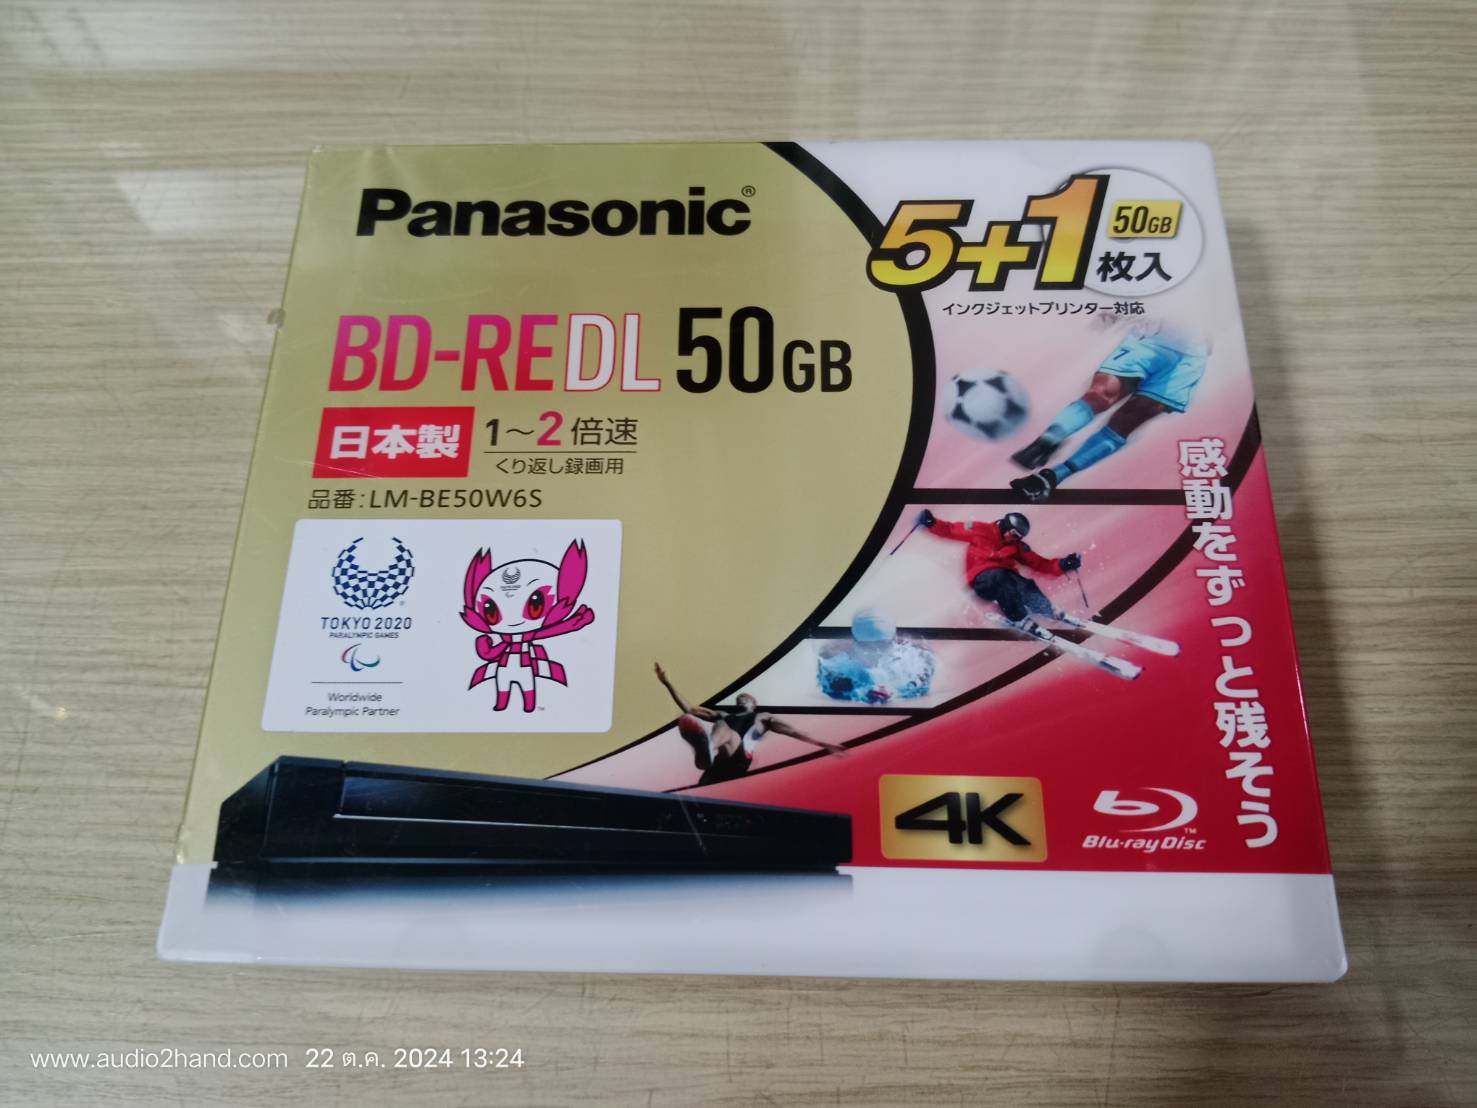 Panasonic®
5+1 50GB
枚入
インクジェットプリンター対応
BD-RE DL 50GB
日本製 1〜2倍速
くり返し録画用
品番:LM-BE50W6S
TOKYO 2020
PARALYMPIC GAMES
Worldwide
Paralympic Partner
7
感動をずっと残そう
4K
Blu-ray Disc™
www.audio2hand.com 22 ต.ค. 2024 13:24